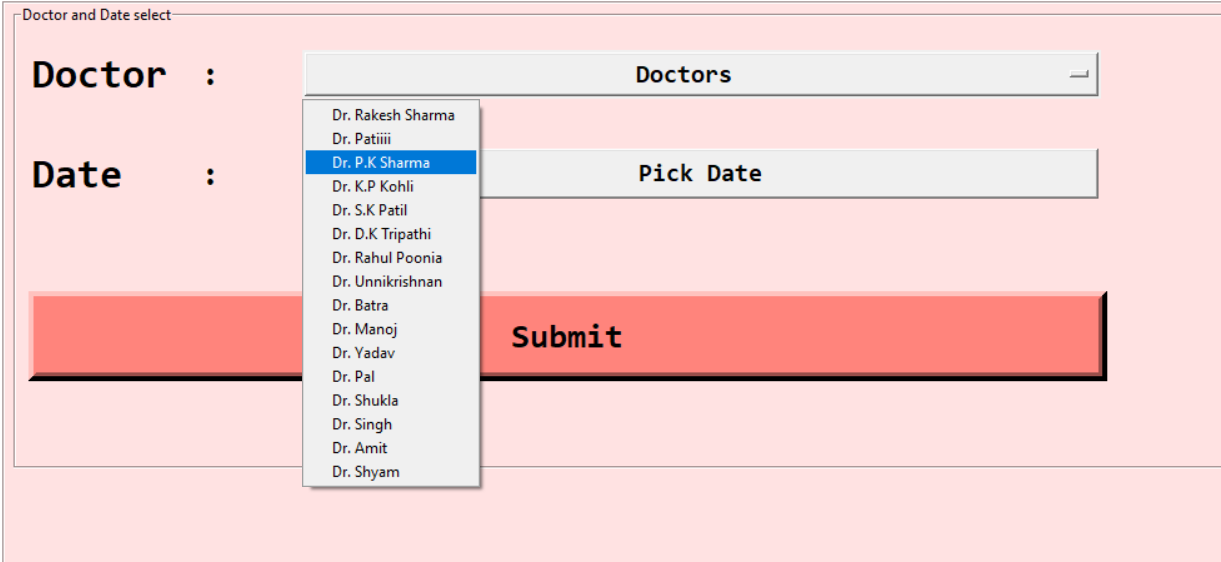 Doctor and Date select
Doctor :
Doctors
Dr. Rakesh Sharma
Dr. Patiiii
Dr. P.K Sharma
Dr. K.P Kohli
Dr. S.K Patil
Dr. D.K Tripathi
Dr. Rahul Poonia
Dr. Unnikrishnan
Dr. Batra
Dr. Manoj
Dr. Yadav
Dr. Pal
Dr. Shukla
Dr. Singh
Dr. Amit
Dr. Shyam
Date :
Pick Date
Submit